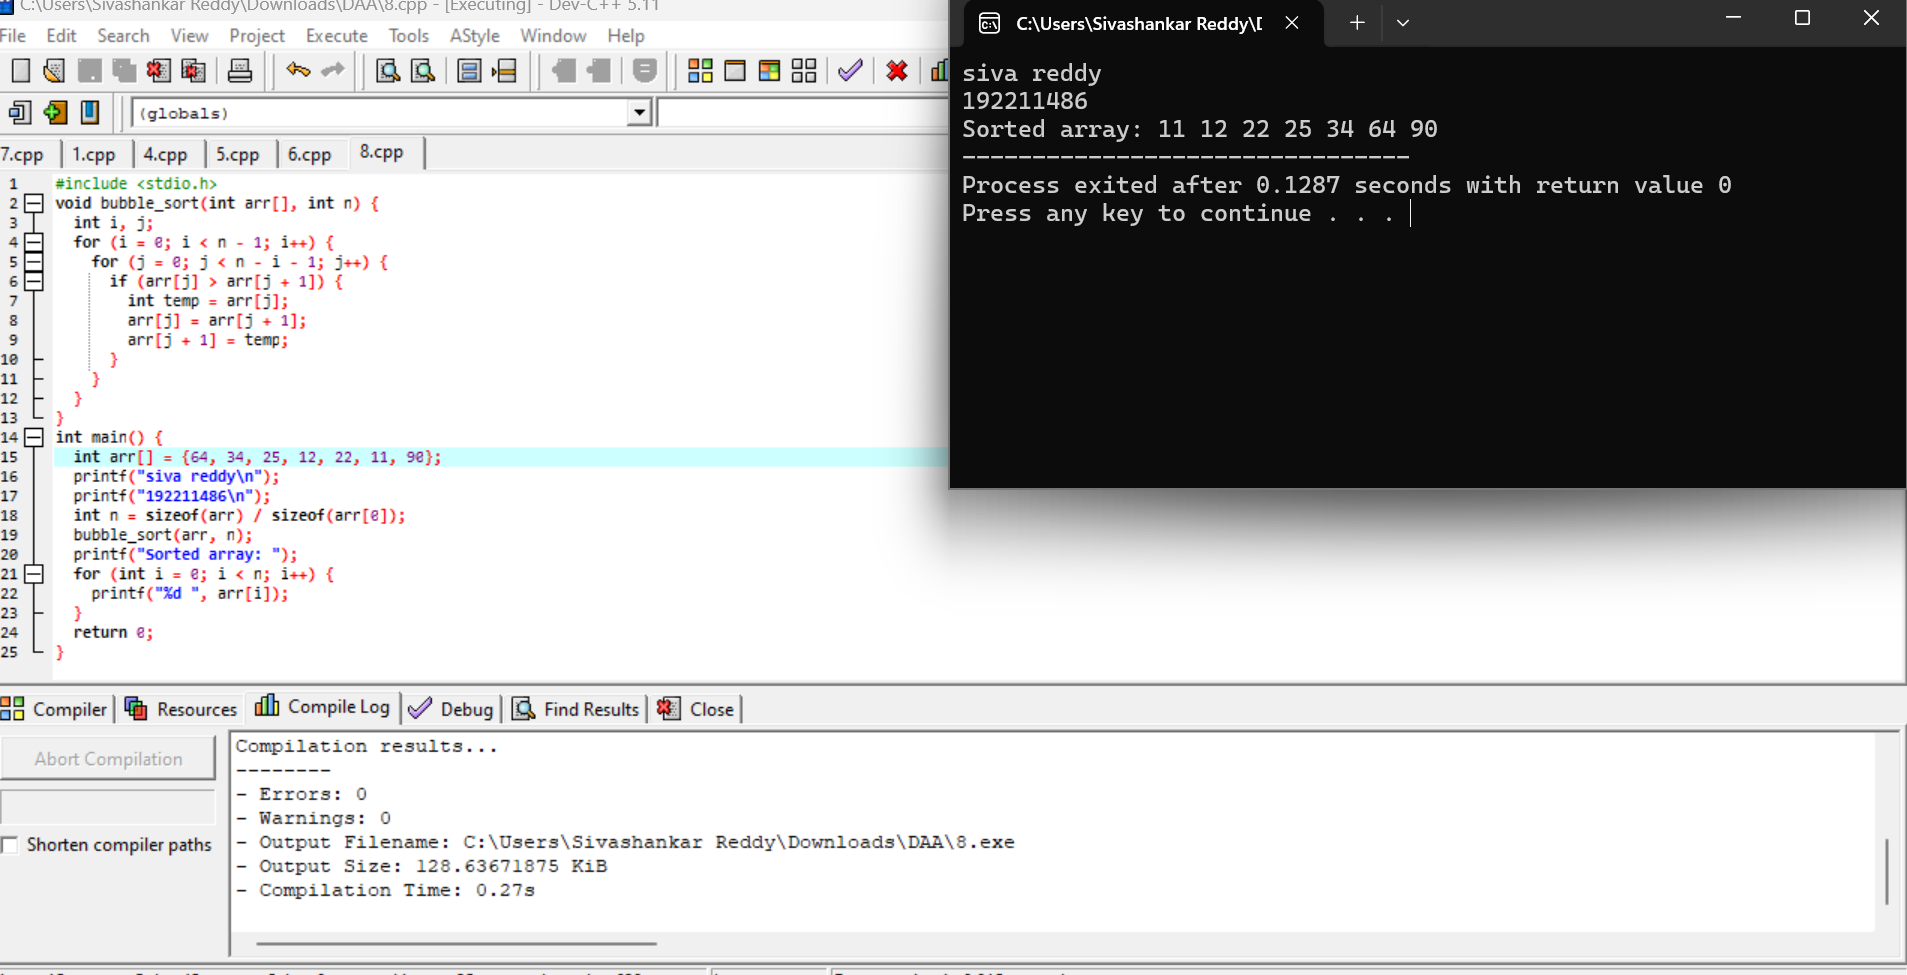 C:\Users\Sivashankar Reddy\Downloads\DAA\8.cpp - [Executing] - Dev-C++ 5.11
File Edit Search View Project Execute Tools AStyle Window Help
(globals)
7.cpp 1.cpp 4.cpp 5.cpp 6.cpp 8.cpp
1 #include <stdio.h>
2 void bubble_sort(int arr[], int n) {
3 int i, j;
4 for (i = 0; i < n - 1; i++) {
5 for (j = 0; j < n - i - 1; j++) {
6 if (arr[j] > arr[j + 1]) {
7 int temp = arr[j];
8 arr[j] = arr[j + 1];
9 arr[j + 1] = temp;
10 }
11 }
12 }
13 }
14 int main() {
15 int arr[] = {64, 34, 25, 12, 22, 11, 90};
16 printf("siva reddy\n");
17 printf("192211486\n");
18 int n = sizeof(arr) / sizeof(arr[0]);
19 bubble_sort(arr, n);
20 printf("Sorted array: ");
21 for (int i = 0; i < n; i++) {
22 printf("%d ", arr[i]);
23 }
24 return 0;
25 }
C:\Users\Sivashankar Reddy\[
siva reddy
192211486
Sorted array: 11 12 22 25 34 64 90
--------------------------------
Process exited after 0.1287 seconds with return value 0
Press any key to continue . . .
Compiler Resources Compile Log Debug Find Results Close
Abort Compilation
Shorten compiler paths
Compilation results...
--------
- Errors: 0
- Warnings: 0
- Output Filename: C:\Users\Sivashankar Reddy\Downloads\DAA\8.exe
- Output Size: 128.63671875 KiB
- Compilation Time: 0.27s